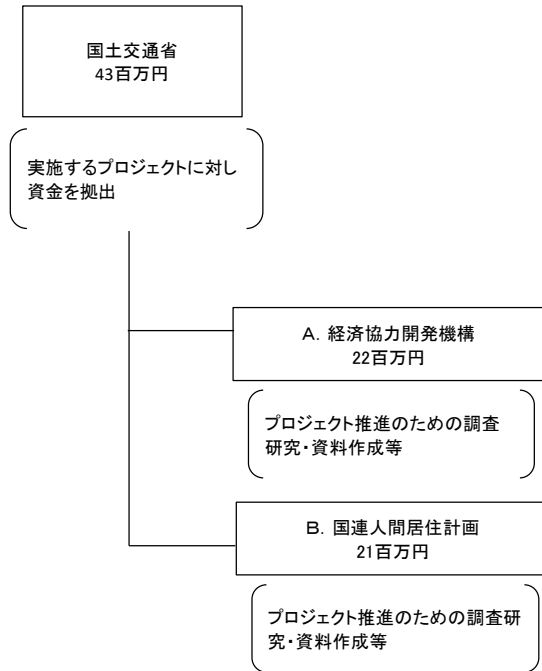 国土交通省
43百万円
実施するプロジェクトに対し
資金を拠出
A．経済協力開発機構
22百万円
プロジェクト推進のための調査
研究・資料作成等
B．国連人間居住計画
21百万円
プロジェクト推進のための調査研
究・資料作成等